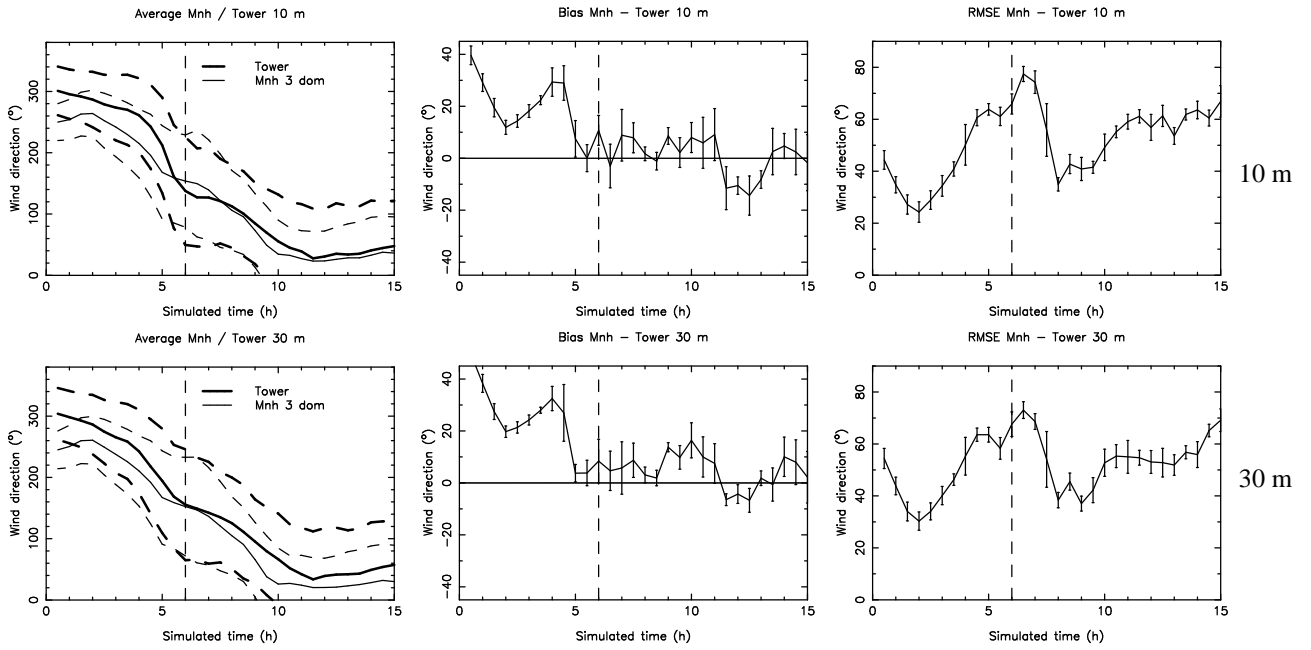 Average Mnh / Tower 10 m
Bias Mnh – Tower 10 m
RMSE Mnh – Tower 10 m
Wind direction (°)
0
100
200
300
Tower
Mnh 3 dom
0 5 10 15
Simulated time (h)
Wind direction (°)
−40
−20
0
20
40
0 5 10 15
Simulated time (h)
Wind direction (°)
0
20
40
60
80
0 5 10 15
Simulated time (h)
10 m
Average Mnh / Tower 30 m
Bias Mnh – Tower 30 m
RMSE Mnh – Tower 30 m
Wind direction (°)
0
100
200
300
Tower
Mnh 3 dom
0 5 10 15
Simulated time (h)
Wind direction (°)
−40
−20
0
20
40
0 5 10 15
Simulated time (h)
Wind direction (°)
0
20
40
60
80
0 5 10 15
Simulated time (h)
30 m